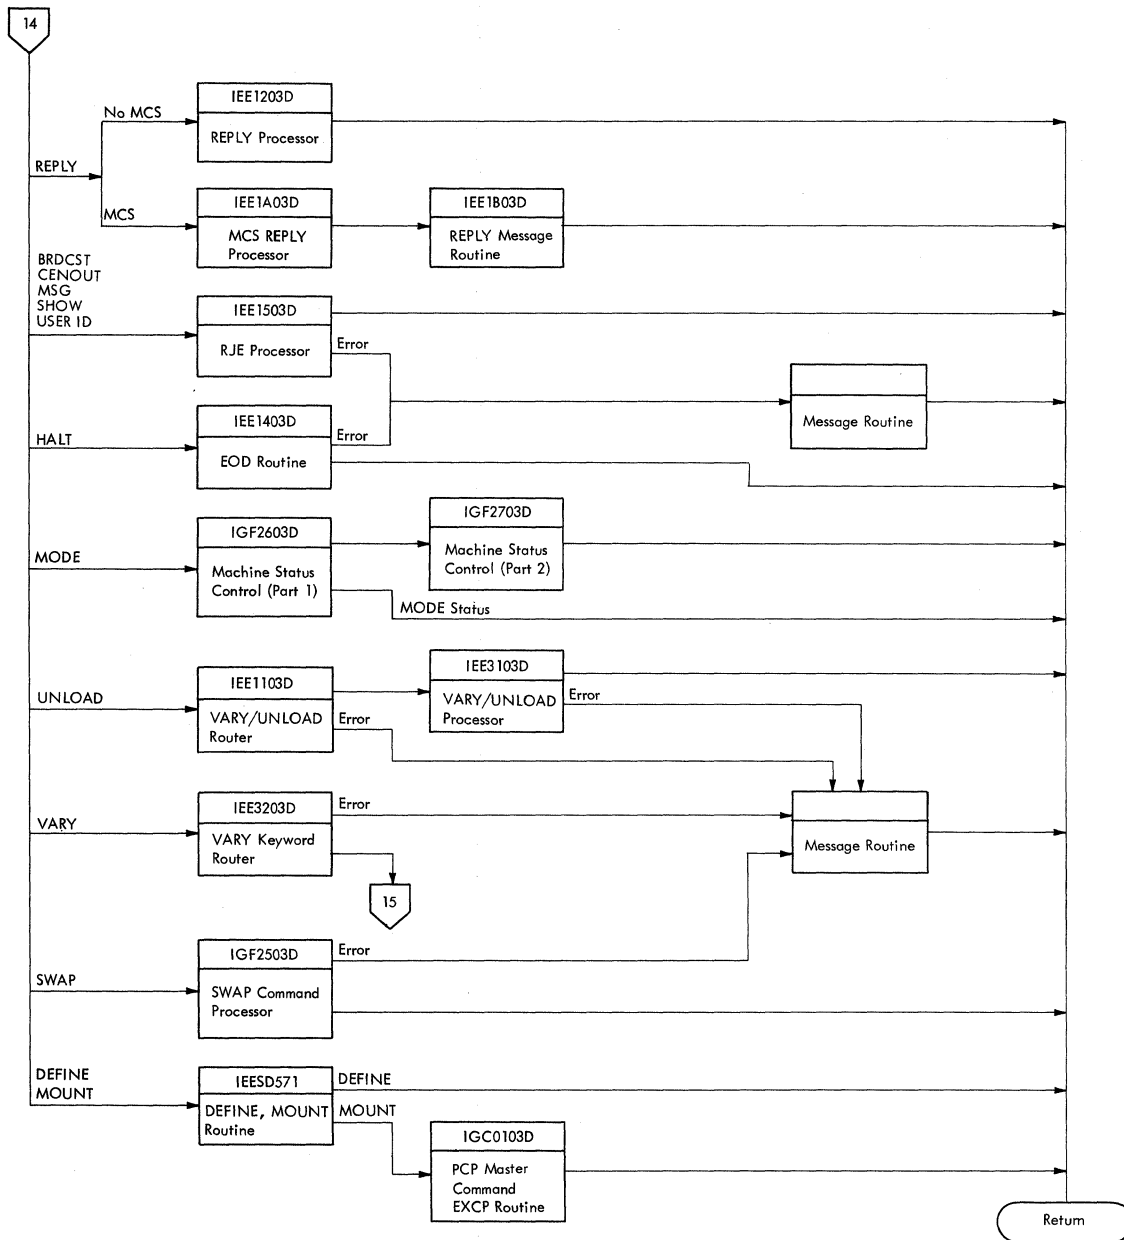 14
IEE1203D
No MCS
REPLY Processor
REPLY
IEE1A03D
IEE1B03D
MCS
MCS REPLY
Processor
REPLY Message
Routine
BRDCST
CENOUT
MSG
SHOW
USER ID
IEE1503D
RJE Processor
Error
IEE1403D
Error
Message Routine
HALT
EOD Routine
IGF2603D
IGF2703D
MODE
Machine Status
Control (Part 1)
Machine Status
Control (Part 2)
MODE Status
IEE1103D
IEE3103D
UNLOAD
VARY/UNLOAD
Router
Error
VARY/UNLOAD
Processor
Error
IEE3203D
Error
VARY
VARY Keyword
Router
Message Routine
15
IGF2503D
Error
SWAP
SWAP Command
Processor
DEFINE
MOUNT
IEESD571
DEFINE
DEFINE, MOUNT
Routine
MOUNT
IGC0103D
PCP Master
Command
EXCP Routine
Return